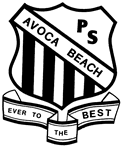 PS
AVOCA BEACH
EVER TO THE BEST